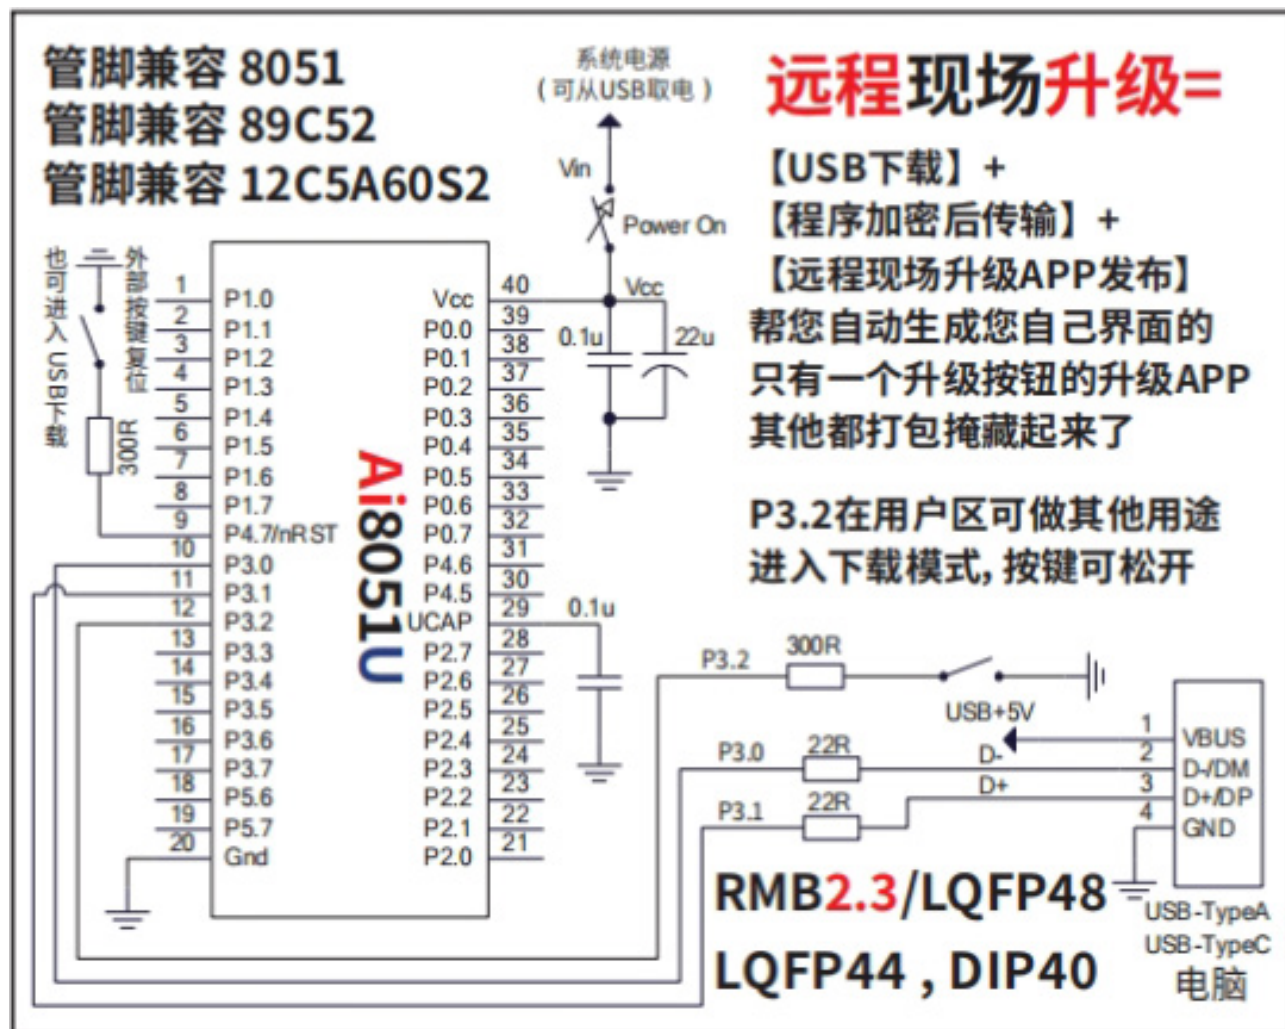 管脚兼容 8051
管脚兼容 89C52
管脚兼容 12C5A60S2
系统电源
(可从USB取电)
Vin
Power On
Vcc
0.1u
22u
远程现场升级=
【USB下载】+
【程序加密后传输】+
【远程现场升级APP发布】
帮您自动生成您自己界面的
只有一个升级按钮的升级APP
其他都打包掩藏起来了
P3.2在用户区可做其他用途
进入下载模式, 按键可松开
也可进入 USB下载
外部按键复位
300R
Ai8051U
1 P1.0
2 P1.1
3 P1.2
4 P1.3
5 P1.4
6 P1.5
7 P1.6
8 P1.7
9 P4.7/nRST
10 P3.0
11 P3.1
12 P3.2
13 P3.3
14 P3.4
15 P3.5
16 P3.6
17 P3.7
18 P5.6
19 P5.7
20 Gnd
Vcc 40
P0.0 39
P0.1 38
P0.2 37
P0.3 36
P0.4 35
P0.5 34
P0.6 33
P0.7 32
P4.6 31
P4.5 30
UCAP 29
P2.7 28
P2.6 27
P2.5 26
P2.4 25
P2.3 24
P2.2 23
P2.1 22
P2.0 21
0.1u
P3.2
300R
USB+5V
P3.0
22R
D-
P3.1
22R
D+
1 VBUS
2 D-/DM
3 D+/DP
4 GND
USB-TypeA
USB-TypeC
电脑
RMB2.3/LQFP48
LQFP44 , DIP40